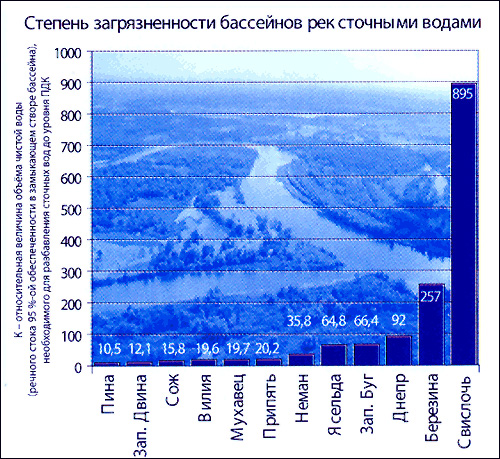 Степень загрязненности бассейнов рек сточными водами
К – относительная величина объёма чистой воды
(речного стока 95 %-ой обеспеченности в замыкающем створе бассейна),
необходимого для разбавления сточных вод до уровня ПДК
1000
900
800
700
600
500
400
300
200
100
0
10,5
12,1
15,8
19,6
19,7
20,2
35,8
64,8
66,4
92
257
895
Пина
Зап. Двина
Сож
Вилия
Мухавец
Припять
Неман
Ясельда
Зап. Буг
Днепр
Березина
Свислочь